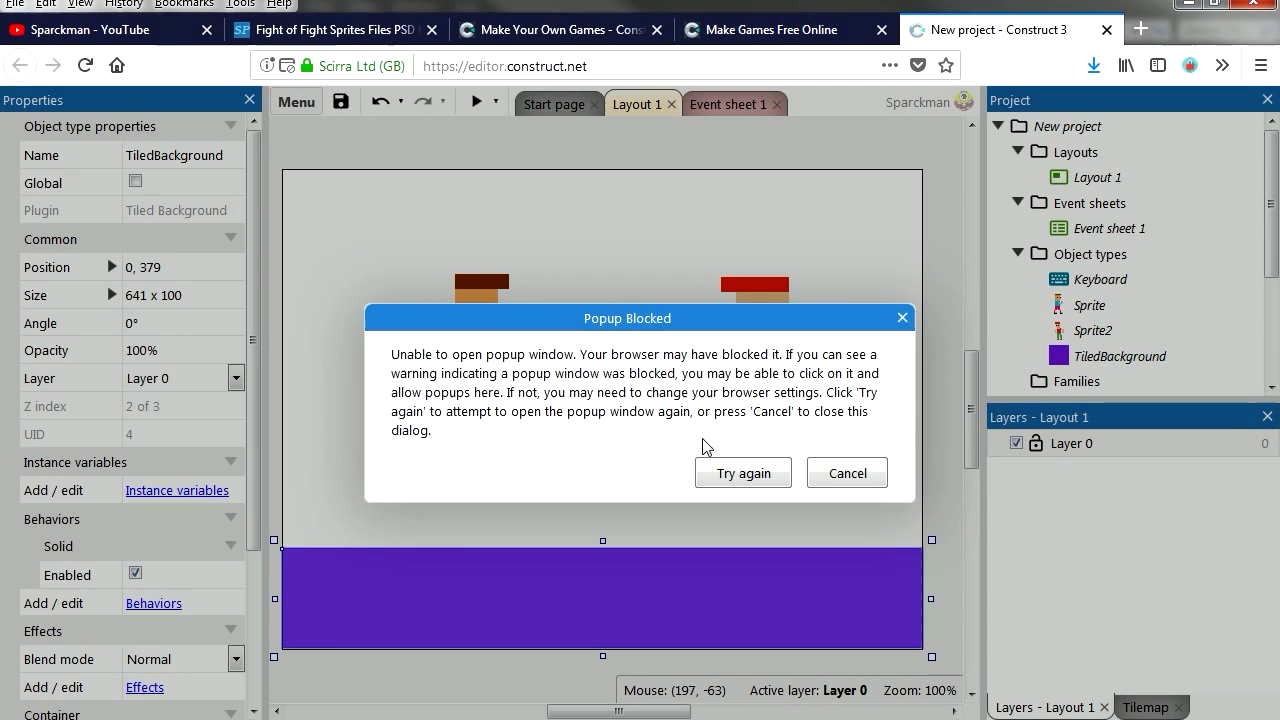 File Edit View History Bookmarks Tools Help
Sparckman - YouTube
Fight of Fight Sprites Files PSD
Make Your Own Games - Cons
Make Games Free Online
New project - Construct 3
Scirra Ltd (GB)
https://editor.construct.net
Properties
Menu
Start page
Layout 1
Event sheet 1
Sparckman
Project
Object type properties
Name TiledBackground
Global
Plugin Tiled Background
Common
Position 0, 379
Size 641 x 100
Angle 0°
Opacity 100%
Layer Layer 0
Z index 2 of 3
UID 4
Instance variables
Add / edit Instance variables
Behaviors
Solid
Enabled
Add / edit Behaviors
Effects
Blend mode Normal
Add / edit Effects
Container
Popup Blocked
Unable to open popup window. Your browser may have blocked it. If you can see a
warning indicating a popup window was blocked, you may be able to click on it and
allow popups here. If not, you may need to change your browser settings. Click 'Try
again' to attempt to open the popup window again, or press 'Cancel' to close this
dialog.
Try again
Cancel
Mouse: (197, -63) Active layer: Layer 0 Zoom: 100%
New project
Layouts
Layout 1
Event sheets
Event sheet 1
Object types
Keyboard
Sprite
Sprite2
TiledBackground
Families
Layers - Layout 1
Layer 0 0
Layers - Layout 1
Tilemap